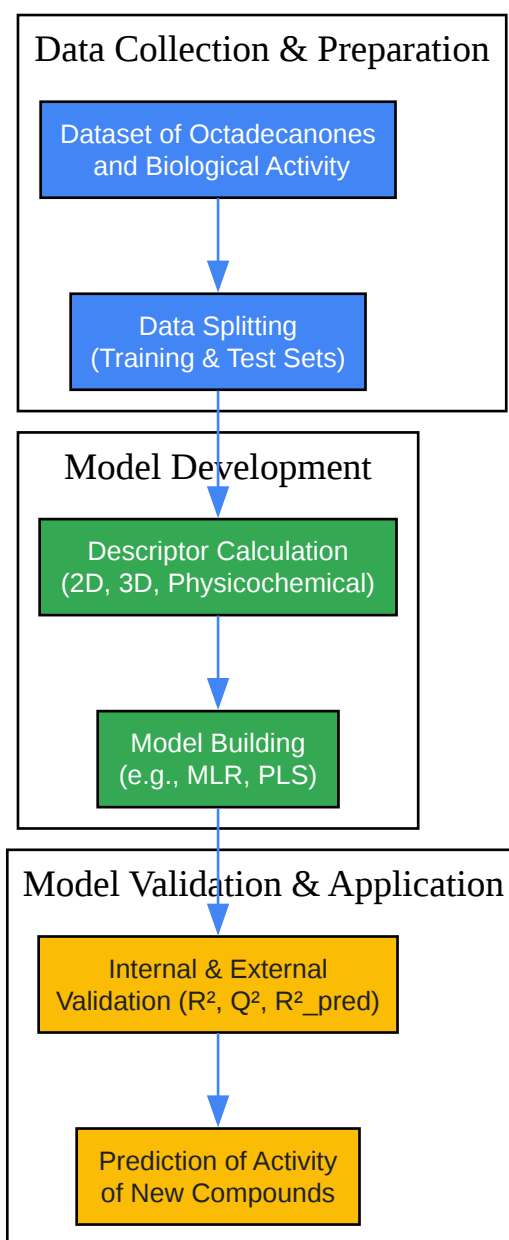 Data Collection & Preparation
Dataset of Octadecanones
and Biological Activity
Data Splitting
(Training & Test Sets)
Model Development
Descriptor Calculation
(2D, 3D, Physicochemical)
Model Building
(e.g., MLR, PLS)
Model Validation & Application
Internal & External
Validation (R², Q², R²_pred)
Prediction of Activity
of New Compounds